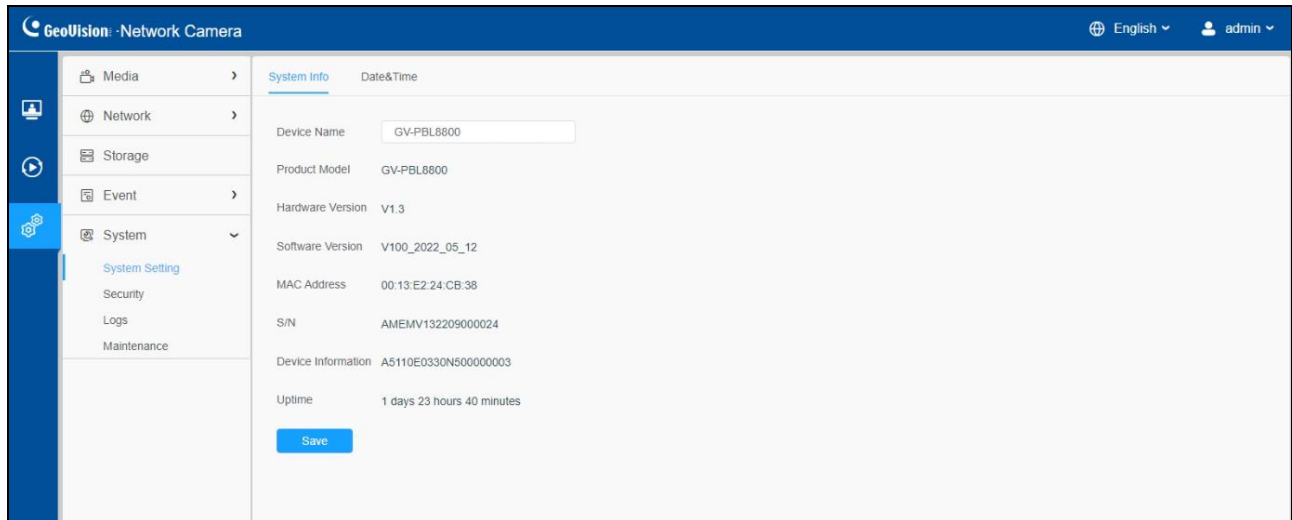 GeoVision: -Network Camera
English
admin
Media
Network
Storage
Event
System
System Setting
Security
Logs
Maintenance
System Info Date&Time
Device Name GV-PBL8800
Product Model GV-PBL8800
Hardware Version V1.3
Software Version V100_2022_05_12
MAC Address 00:13:E2:24:CB:38
S/N AMEMV132209000024
Device Information A5110E0330N500000003
Uptime 1 days 23 hours 40 minutes
Save